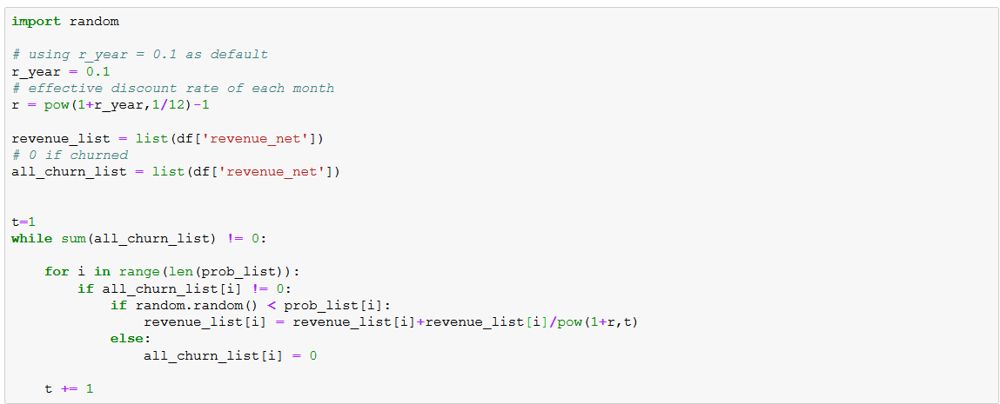 import random
# using r_year = 0.1 as default
r_year = 0.1
# effective discount rate of each month
r = pow(1+r_year,1/12)-1
revenue_list = list(df['revenue_net'])
# 0 if churned
all_churn_list = list(df['revenue_net'])
t=1
while sum(all_churn_list) != 0:
    for i in range(len(prob_list)):
        if all_churn_list[i] != 0:
            if random.random() < prob_list[i]:
                revenue_list[i] = revenue_list[i]+revenue_list[i]/pow(1+r,t)
            else:
                all_churn_list[i] = 0
    t += 1